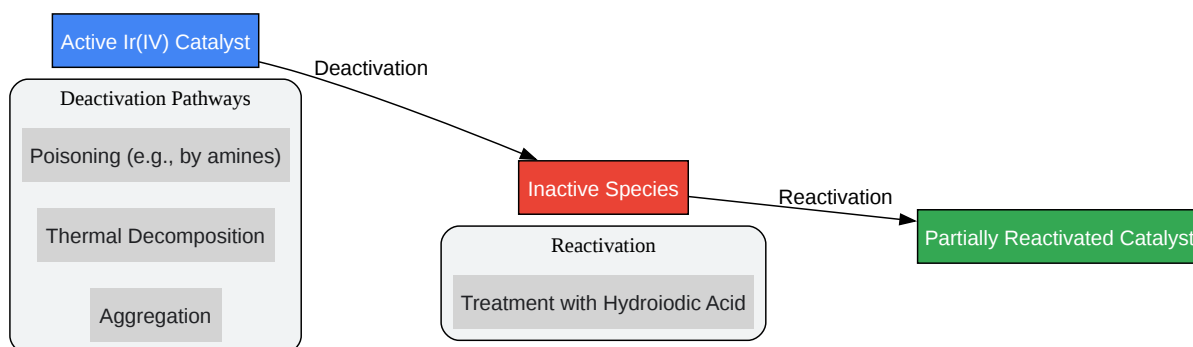 Active Ir(IV) Catalyst
Deactivation
Deactivation Pathways
Poisoning (e.g., by amines)
Thermal Decomposition
Aggregation
Inactive Species
Reactivation
Partially Reactivated Catalyst
Reactivation
Treatment with Hydroiodic Acid